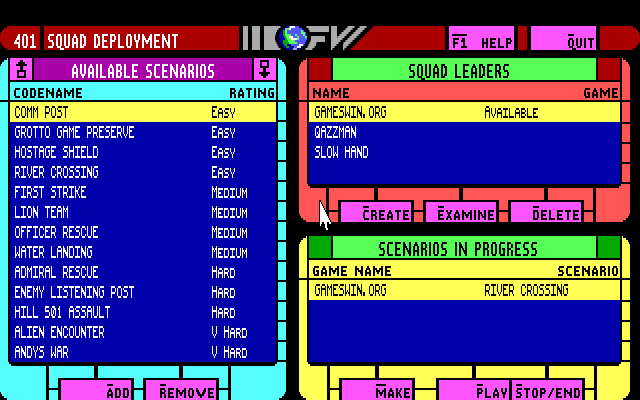 401 SQUAD DEPLOYMENT
F1 HELP
QUIT
AVAILABLE SCENARIOS
CODENAME RATING
COMM POST EASY
GROTTO GAME PRESERVE EASY
HOSTAGE SHIELD EASY
RIVER CROSSING EASY
FIRST STRIKE MEDIUM
LION TEAM MEDIUM
OFFICER RESCUE MEDIUM
WATER LANDING MEDIUM
ADMIRAL RESCUE HARD
ENEMY LISTENING POST HARD
HILL 501 ASSAULT HARD
ALIEN ENCOUNTER V HARD
ANDYS WAR V HARD
ADD REMOVE
SQUAD LEADERS
NAME GAME
GAMESWIN.ORG AVAILABLE
QAZZMAN
SLOW HAND
CREATE EXAMINE DELETE
SCENARIOS IN PROGRESS
GAME NAME SCENARIO
GAMESWIN.ORG RIVER CROSSING
MAKE PLAY STOP/END